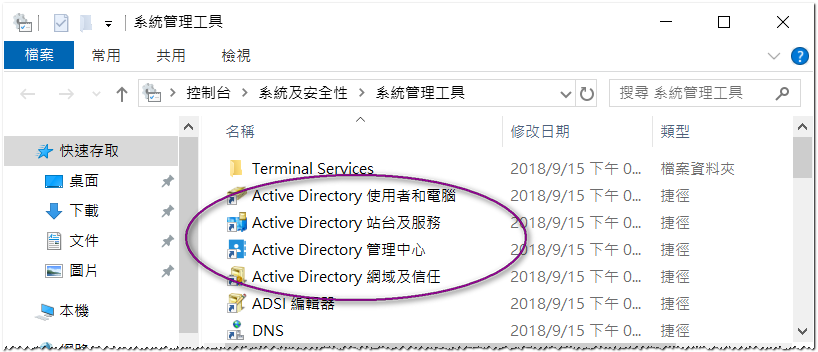 系統管理工具
檔案 常用 共用 檢視
控制台 系統及安全性 系統管理工具 搜尋 系統管理工具
名稱 修改日期 類型
快速存取
桌面
下載
文件
圖片
本機
Terminal Services 2018/9/15 下午 0... 檔案資料夾
Active Directory 使用者和電腦 2018/9/15 下午 0... 捷徑
Active Directory 站台及服務 2018/9/15 下午 0... 捷徑
Active Directory 管理中心 2018/9/15 下午 0... 捷徑
Active Directory 網域及信任 2018/9/15 下午 0... 捷徑
ADSI 編輯器 2018/9/15 下午 0... 捷徑
DNS 2018/9/15 下午 0... 捷徑